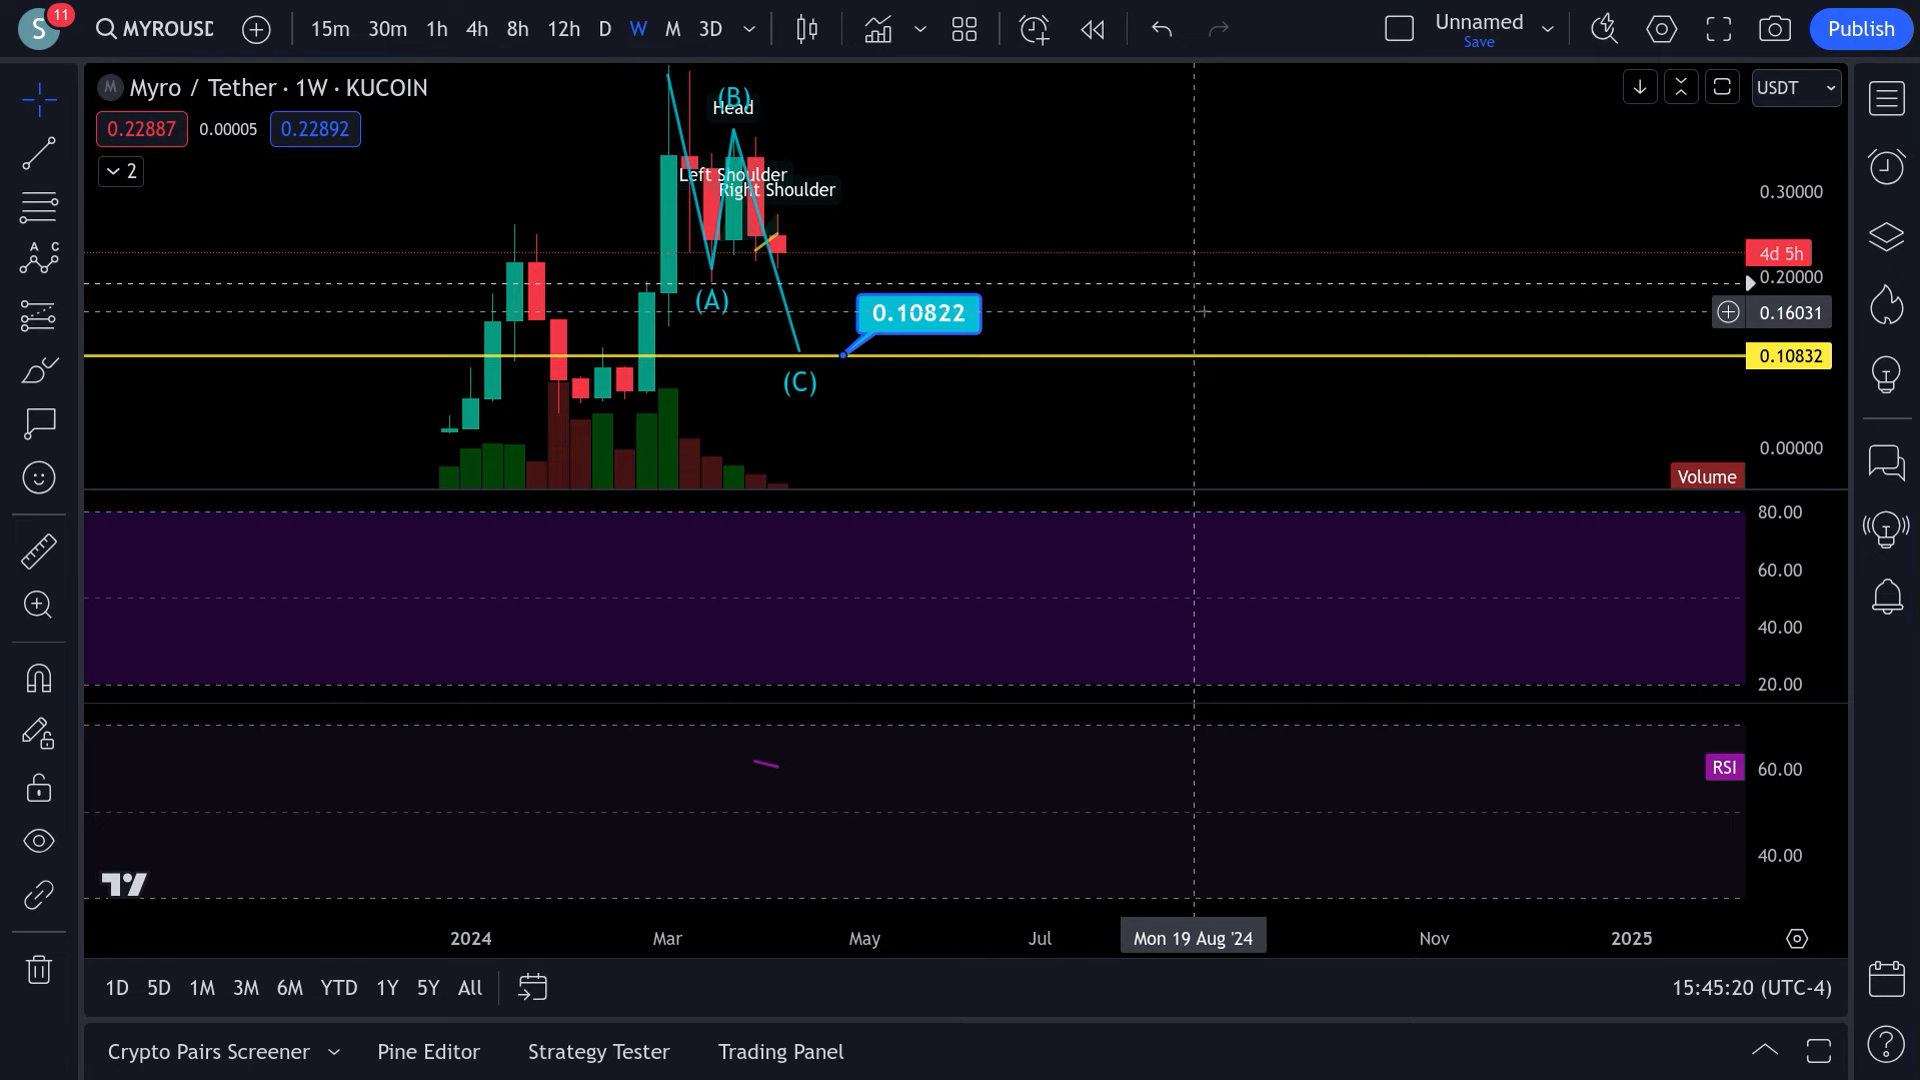 S
11
MYROUSD
15m 30m 1h 4h 8h 12h D W M 3D
Unnamed
Save
Publish
M Myro / Tether · 1W · KUCOIN
USDT
0.22887 0.00005 0.22892
2
(B)
Head
Left Shoulder
Right Shoulder
(A)
0.10822
(C)
0.30000
4d 5h
0.20000
0.16031
0.10832
0.00000
Volume
80.00
60.00
40.00
20.00
RSI
60.00
40.00
2024 Mar May Jul Mon 19 Aug '24 Nov 2025
1D 5D 1M 3M 6M YTD 1Y 5Y All
15:45:20 (UTC-4)
Crypto Pairs Screener Pine Editor Strategy Tester Trading Panel